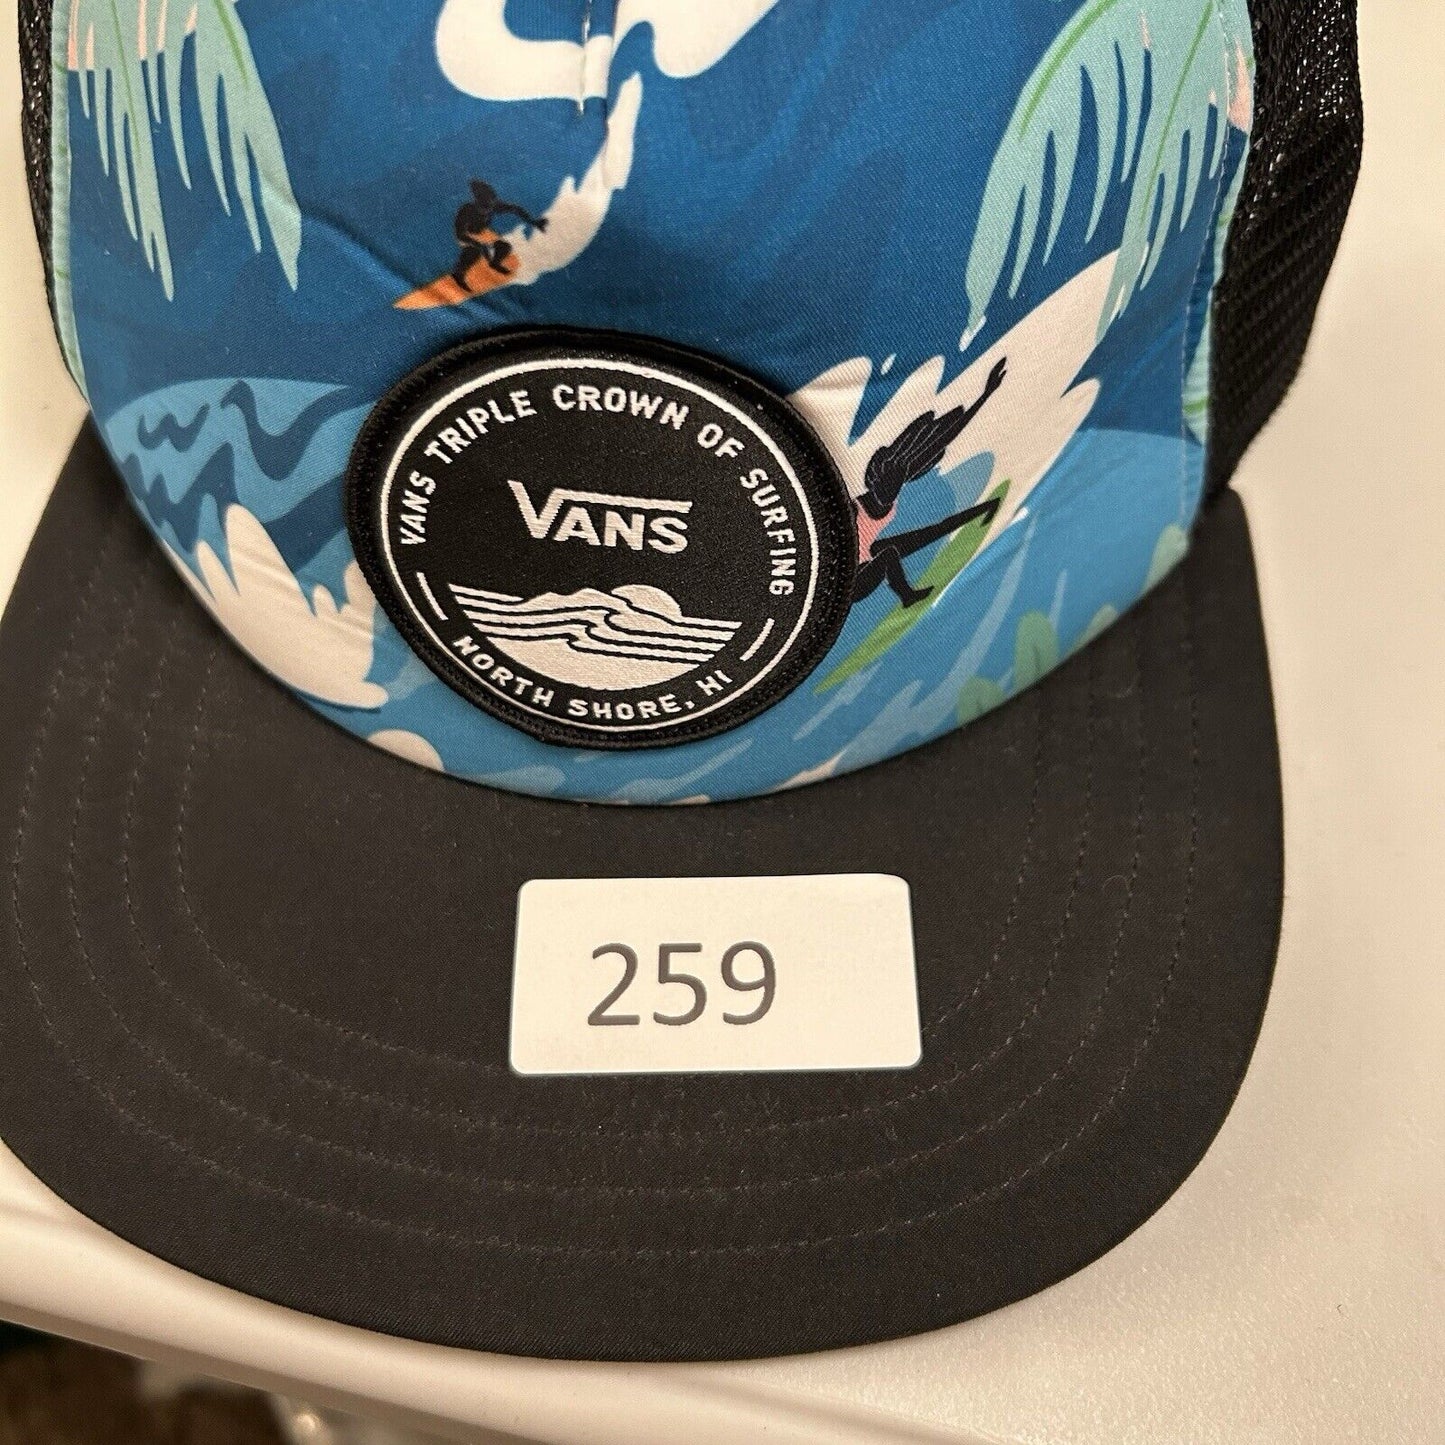 VANS TRIPLE CROWN OF SURFING
VANS
NORTH SHORE, HI
259